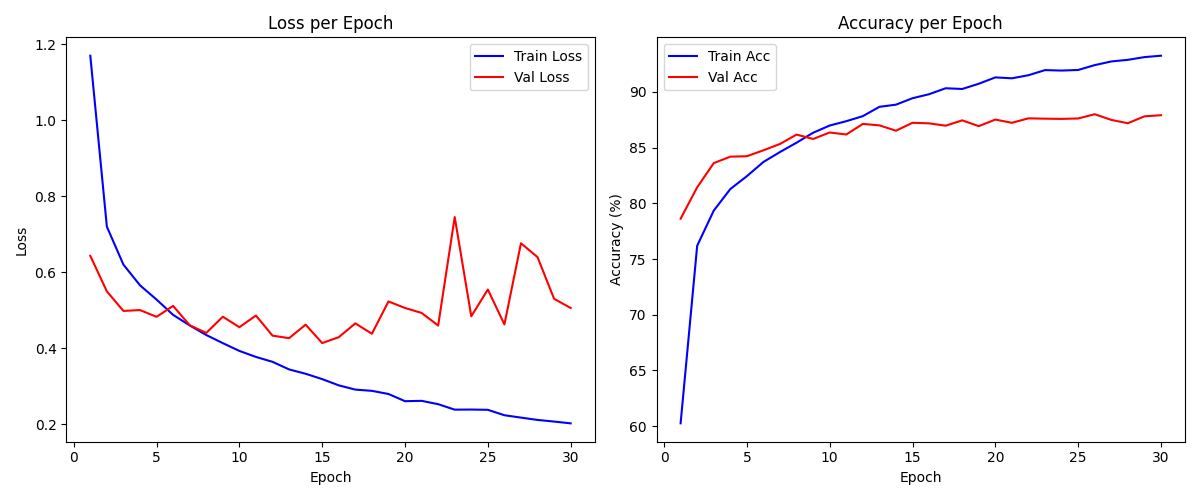 Loss per Epoch
Train Loss
Val Loss
Loss
1.2
1.0
0.8
0.6
0.4
0.2
0 5 10 15 20 25 30
Epoch
Accuracy per Epoch
Train Acc
Val Acc
Accuracy (%)
90
85
80
75
70
65
60
0 5 10 15 20 25 30
Epoch